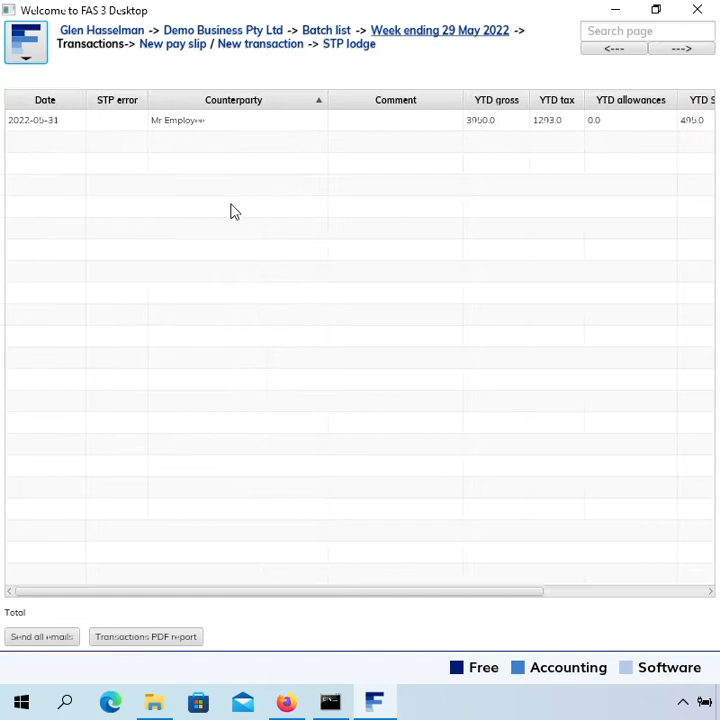 Welcome to FAS 3 Desktop
Glen Hasselman -> Demo Business Pty Ltd -> Batch list -> Week ending 29 May 2022 ->
Transactions-> New pay slip / New transaction -> STP lodge
Search page
<--- --->
Date STP error Counterparty Comment YTD gross YTD tax YTD allowances YTD S
2022-05-31 Mr Employee 3950.0 1293.0 0.0 495.0
Total
Send all emails Transactions PDF report
Free Accounting Software